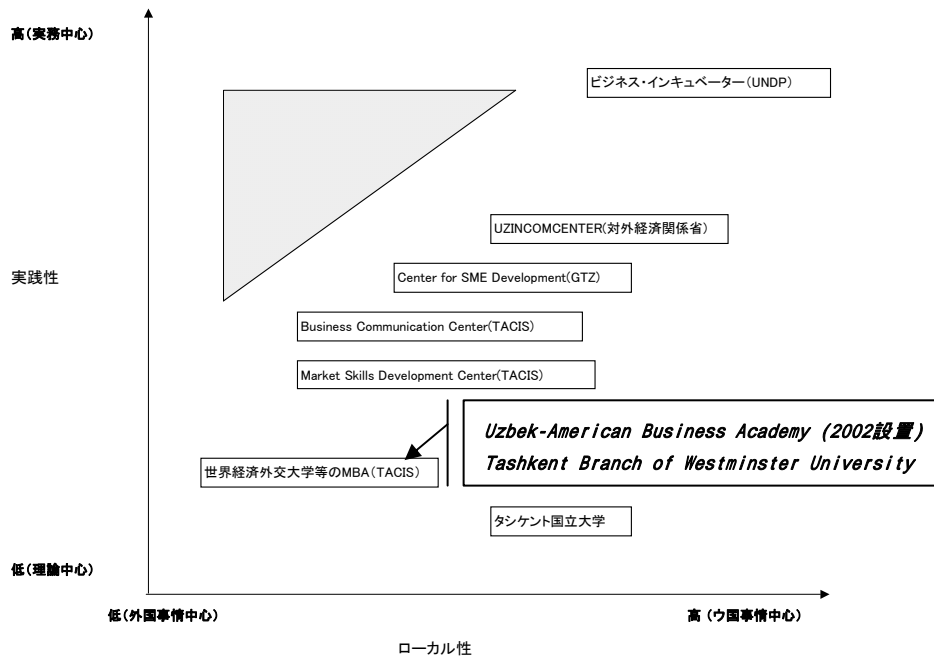 高(実務中心)
ビジネス・インキュベーター(UNDP)
UZINCOMCENTER(対外経済関係省)
実践性
Center for SME Development(GTZ)
Business Communication Center(TACIS)
Market Skills Development Center(TACIS)
Uzbek-American Business Academy (2002設置)
Tashkent Branch of Westminster University
世界経済外交大学等のMBA(TACIS)
タシケント国立大学
低(理論中心)
低(外国事情中心)
高(ウ国事情中心)
ローカル性